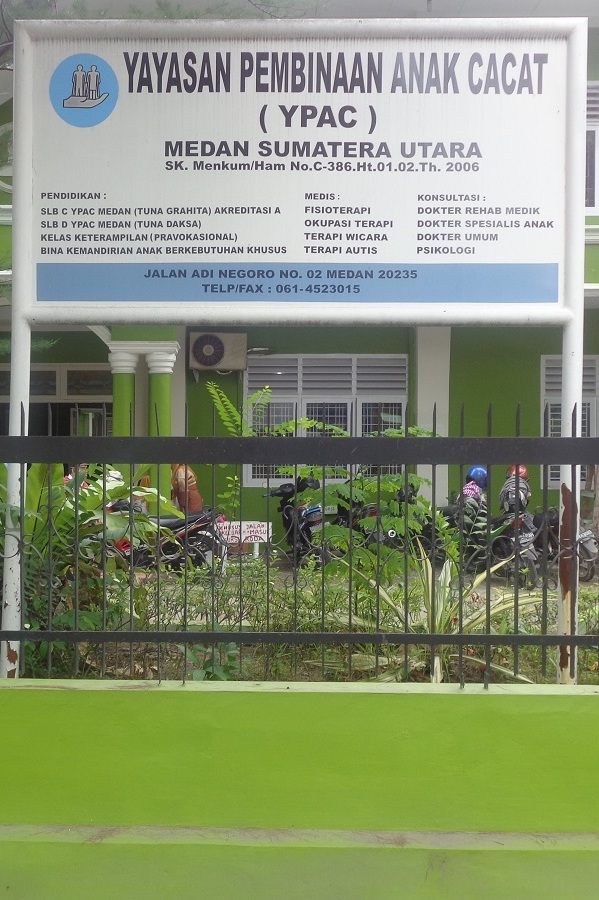 YAYASAN PEMBINAAN ANAK CACAT
( YPAC )
MEDAN SUMATERA UTARA
SK. Menkum/Ham No.C-386.Ht.01.02.Th. 2006
PENDIDIKAN :
SLB C YPAC MEDAN (TUNA GRAHITA) AKREDITASI A
SLB D YPAC MEDAN (TUNA DAKSA)
KELAS KETERAMPILAN (PRAVOKASIONAL)
BINA KEMANDIRIAN ANAK BERKEBUTUHAN KHUSUS
MEDIS :
FISIOTERAPI
OKUPASI TERAPI
TERAPI WICARA
TERAPI AUTIS
KONSULTASI :
DOKTER REHAB MEDIK
DOKTER SPESIALIS ANAK
DOKTER UMUM
PSIKOLOGI
JALAN ADI NEGORO NO. 02 MEDAN 20235
TELP/FAX : 061-4523015
JALAN